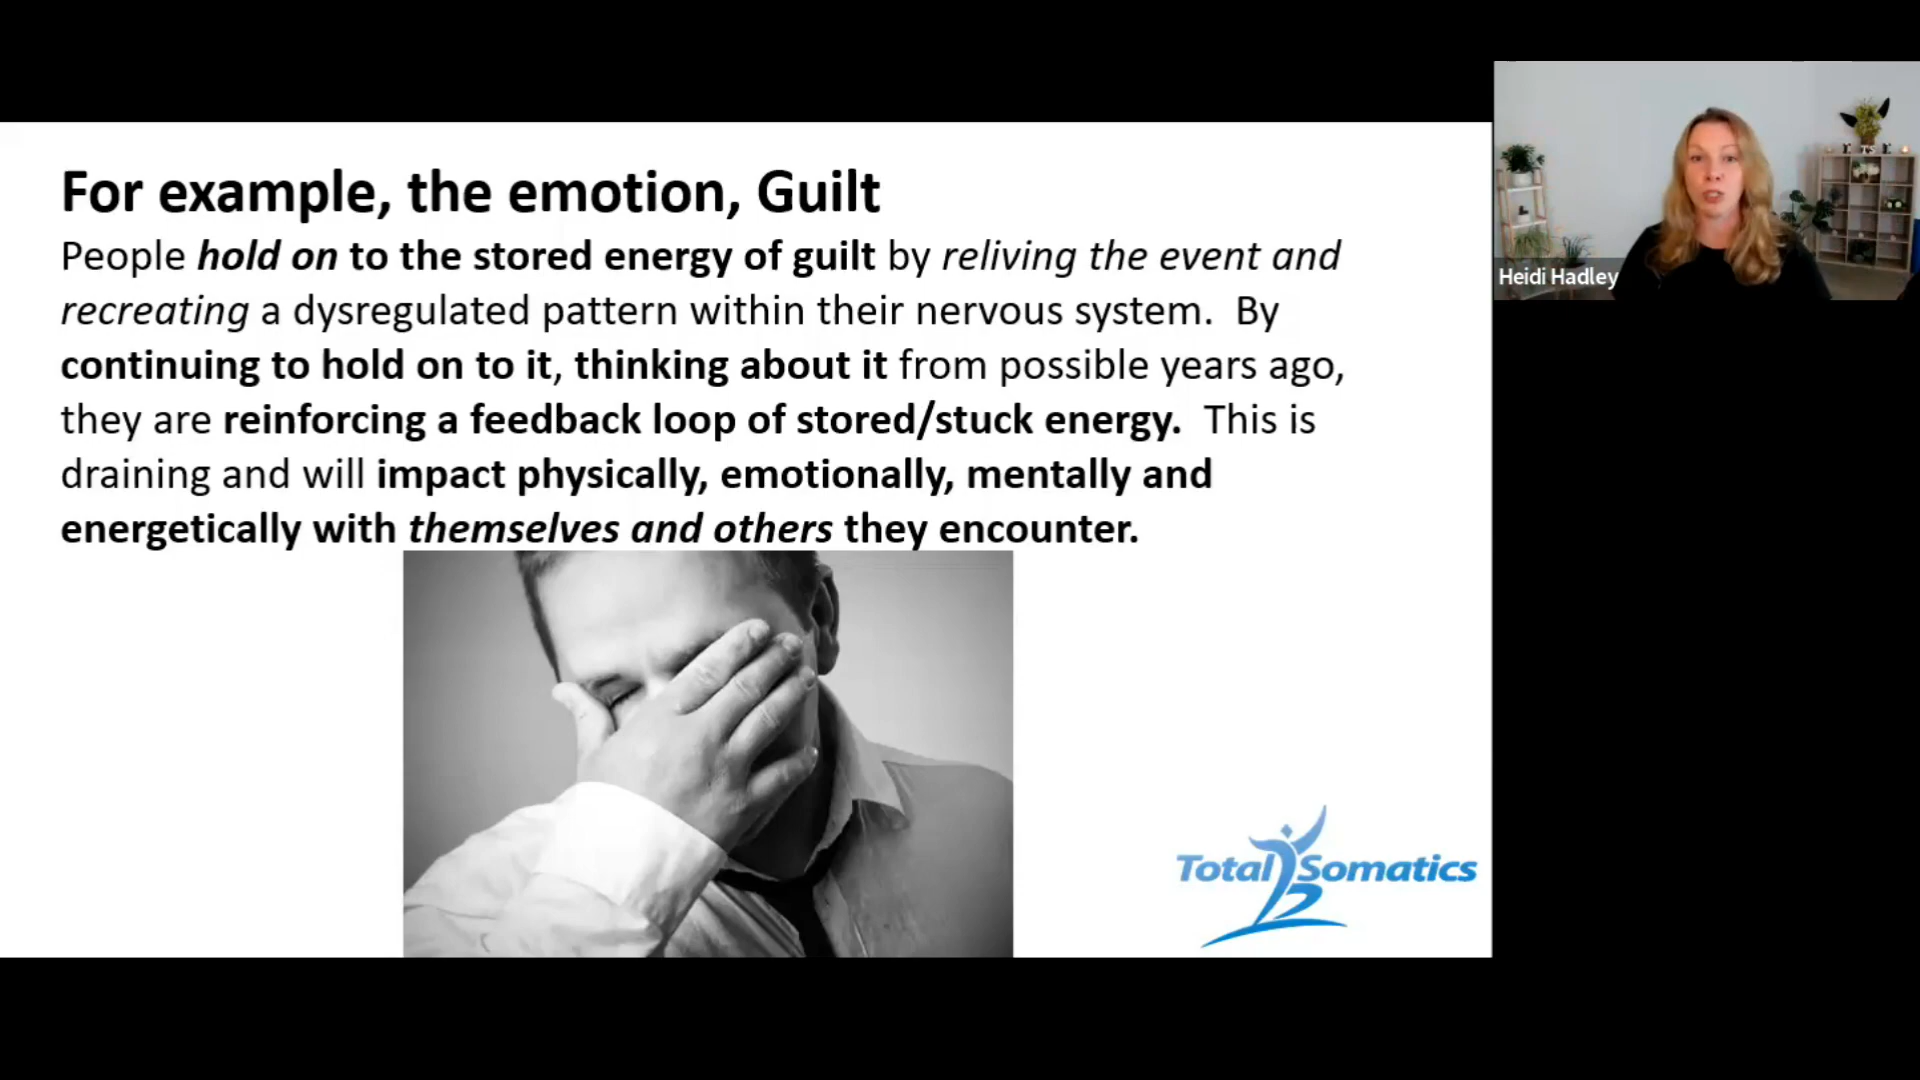 For example, the emotion, Guilt
People hold on to the stored energy of guilt by reliving the event and
recreating a dysregulated pattern within their nervous system. By
continuing to hold on to it, thinking about it from possible years ago,
they are reinforcing a feedback loop of stored/stuck energy. This is
draining and will impact physically, emotionally, mentally and
energetically with themselves and others they encounter.
Total Somatics
Heidi Hadley
TS